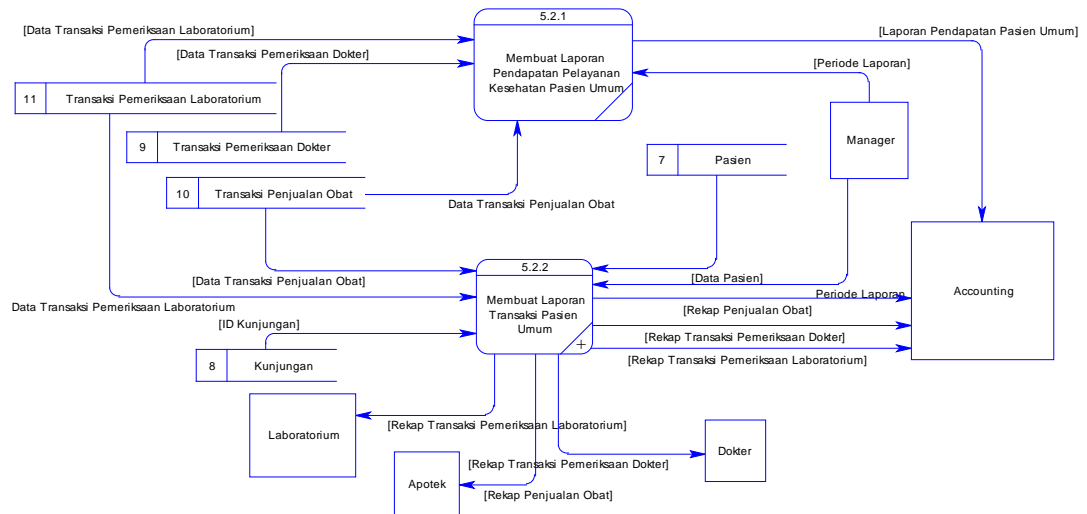 5.2.1
[Data Transaksi Pemeriksaan Laboratorium]
[Laporan Pendapatan Pasien Umum]
[Data Transaksi Pemeriksaan Dokter]
Membuat Laporan
Pendapatan Pelayanan
Kesehatan Pasien Umum
[Periode Laporan]
11 Transaksi Pemeriksaan Laboratorium
9 Transaksi Pemeriksaan Dokter
7 Pasien
Manager
10 Transaksi Penjualan Obat
Data Transaksi Penjualan Obat
5.2.2
[Data Transaksi Penjualan Obat]
[Data Pasien]
Accounting
Data Transaksi Pemeriksaan Laboratorium
Membuat Laporan
Transaksi Pasien
Umum
+
Periode Laporan
[Rekap Penjualan Obat]
[ID Kunjungan]
[Rekap Transaksi Pemeriksaan Dokter]
[Rekap Transaksi Pemeriksaan Laboratorium]
8 Kunjungan
[Rekap Transaksi Pemeriksaan Laboratorium]
Laboratorium
Dokter
[Rekap Transaksi Pemeriksaan Dokter]
Apotek
[Rekap Penjualan Obat]